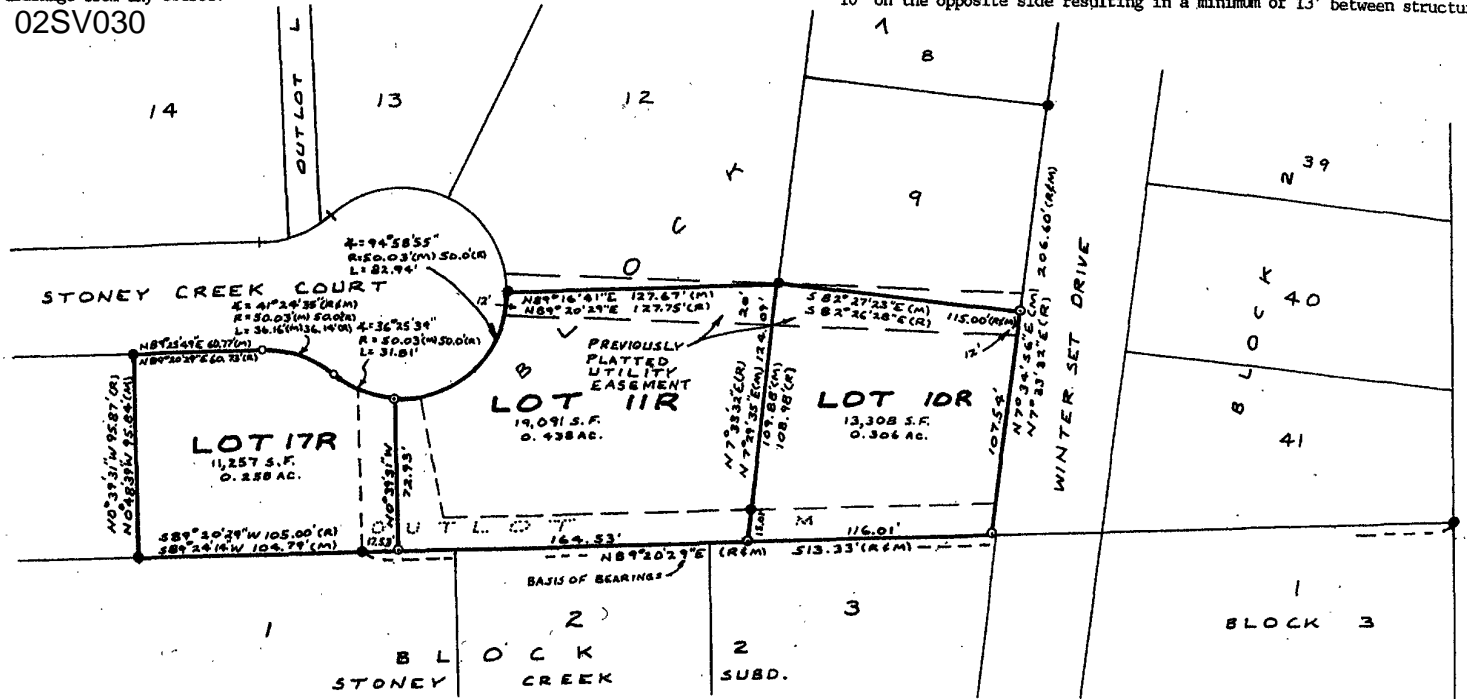 drainage
02SV030
10' on the opposite side resulting in a minimum of 13' between structu
14
OUTLOT L
13
12
8
9
N 39
BLOCK
40
41
STONEY CREEK COURT
∡=94°58'55"
R=50.03'(M) 50.0'(R)
L=82.94'
∡=41°24'35"(R&M)
R=50.03'(M) 50.0'(R)
L=36.16'(M) 36.14'(R)
∡=36°25'39"
R=50.03'(M) 50.0'(R)
L=31.81'
12'
N89°16'41"E 127.67'(M)
N89°20'29"E 127.75'(R)
S82°27'23"E (M)
S82°26'28"E (R)
115.00'(R&M)
12'
N89°25'49"E 60.77'(M)
N89°20'29"E 60.73'(R)
PREVIOUSLY
PLATTED
UTILITY
EASEMENT
BLOCK
LOT 11R
19,091 S.F.
0.438 AC.
LOT 10R
13,308 S.F.
0.306 AC.
LOT 17R
11,257 S.F.
0.258 AC.
N0°39'31"W 95.87'(R)
N0°48'39"W 95.84'(M)
N0°39'31"W
72.93'
N7°33'32"E(R)
N7°29'35"E(M) 124.09'
109.88'(M)
108.98'(R)
20'
15.01'
107.54'
N7°34'56"E (M) 206.60'(R&M)
N7°33'32"E (R)
WINTER SET DRIVE
S89°20'29"W 105.00'(R)
S89°24'14"W 104.79'(M)
12.53'
OUTLOT M
164.53'
116.01'
N89°20'29"E (R&M) 513.33'(R&M)
BASIS OF BEARINGS
1
2
3
1
BLOCK 2
BLOCK 3
STONEY CREEK SUBD.